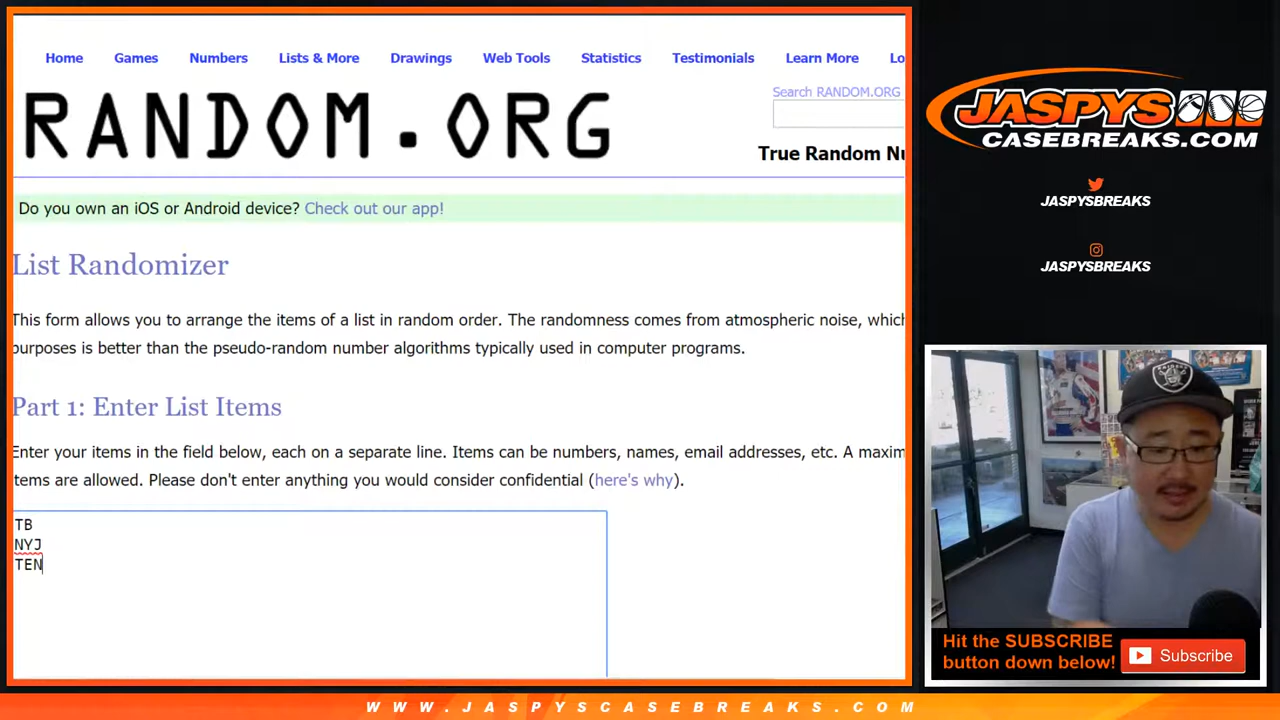 Home Games Numbers Lists & More Drawings Web Tools Statistics Testimonials Learn More Lo
Search RANDOM.ORG
RANDOM.ORG
True Random Nu
Do you own an iOS or Android device? Check out our app!
List Randomizer
This form allows you to arrange the items of a list in random order. The randomness comes from atmospheric noise, which
purposes is better than the pseudo-random number algorithms typically used in computer programs.
Part 1: Enter List Items
Enter your items in the field below, each on a separate line. Items can be numbers, names, email addresses, etc. A maxim
items are allowed. Please don't enter anything you would consider confidential (here's why).
TB
NYJ
TEN
JASPYS
CASEBREAKS.COM
JASPYSBREAKS
JASPYSBREAKS
RAIDERS
Hit the SUBSCRIBE
button down below!
Subscribe
WWW.JASPYSCASEBREAKS.COM